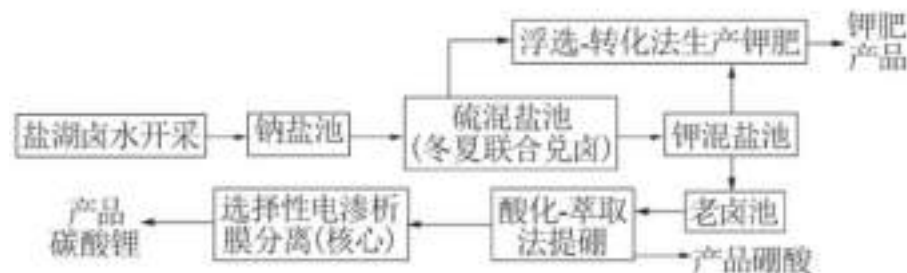 浮选-转化法生产钾肥
钾肥
产品
盐湖卤水开采
钠盐池
硫混盐池
(冬夏联合兑卤)
钾混盐池
产品
碳酸锂
选择性电渗析
膜分离(核心)
酸化-萃取
法提硼
老卤池
产品硼酸